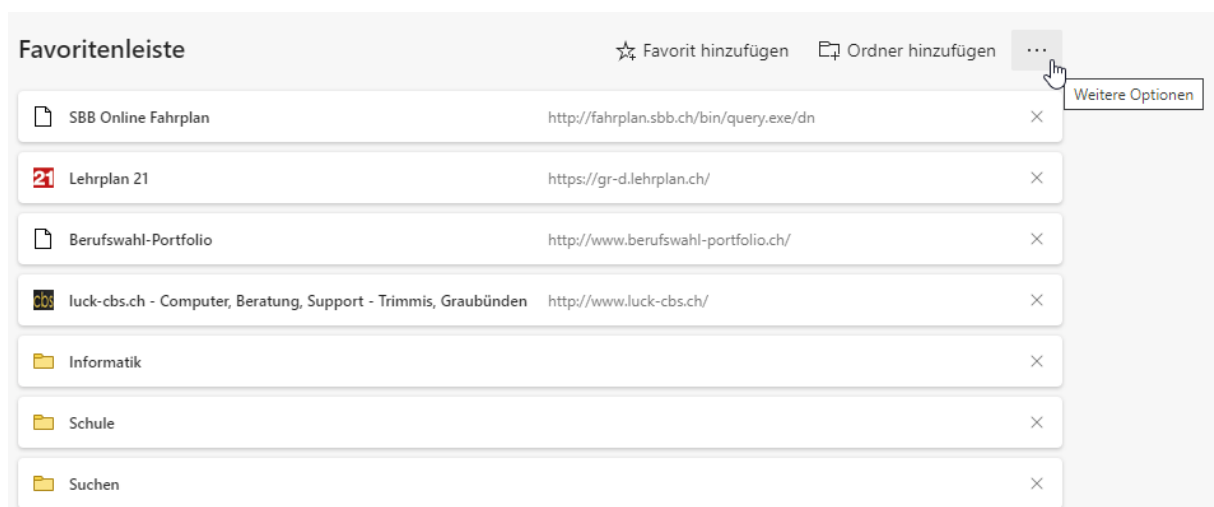 Favoritenleiste Favorit hinzufügen Ordner hinzufügen ...
Weitere Optionen
SBB Online Fahrplan http://fahrplan.sbb.ch/bin/query.exe/dn
21 Lehrplan 21 https://gr-d.lehrplan.ch/
Berufswahl-Portfolio http://www.berufswahl-portfolio.ch/
cbs luck-cbs.ch - Computer, Beratung, Support - Trimmis, Graubünden http://www.luck-cbs.ch/
Informatik
Schule
Suchen